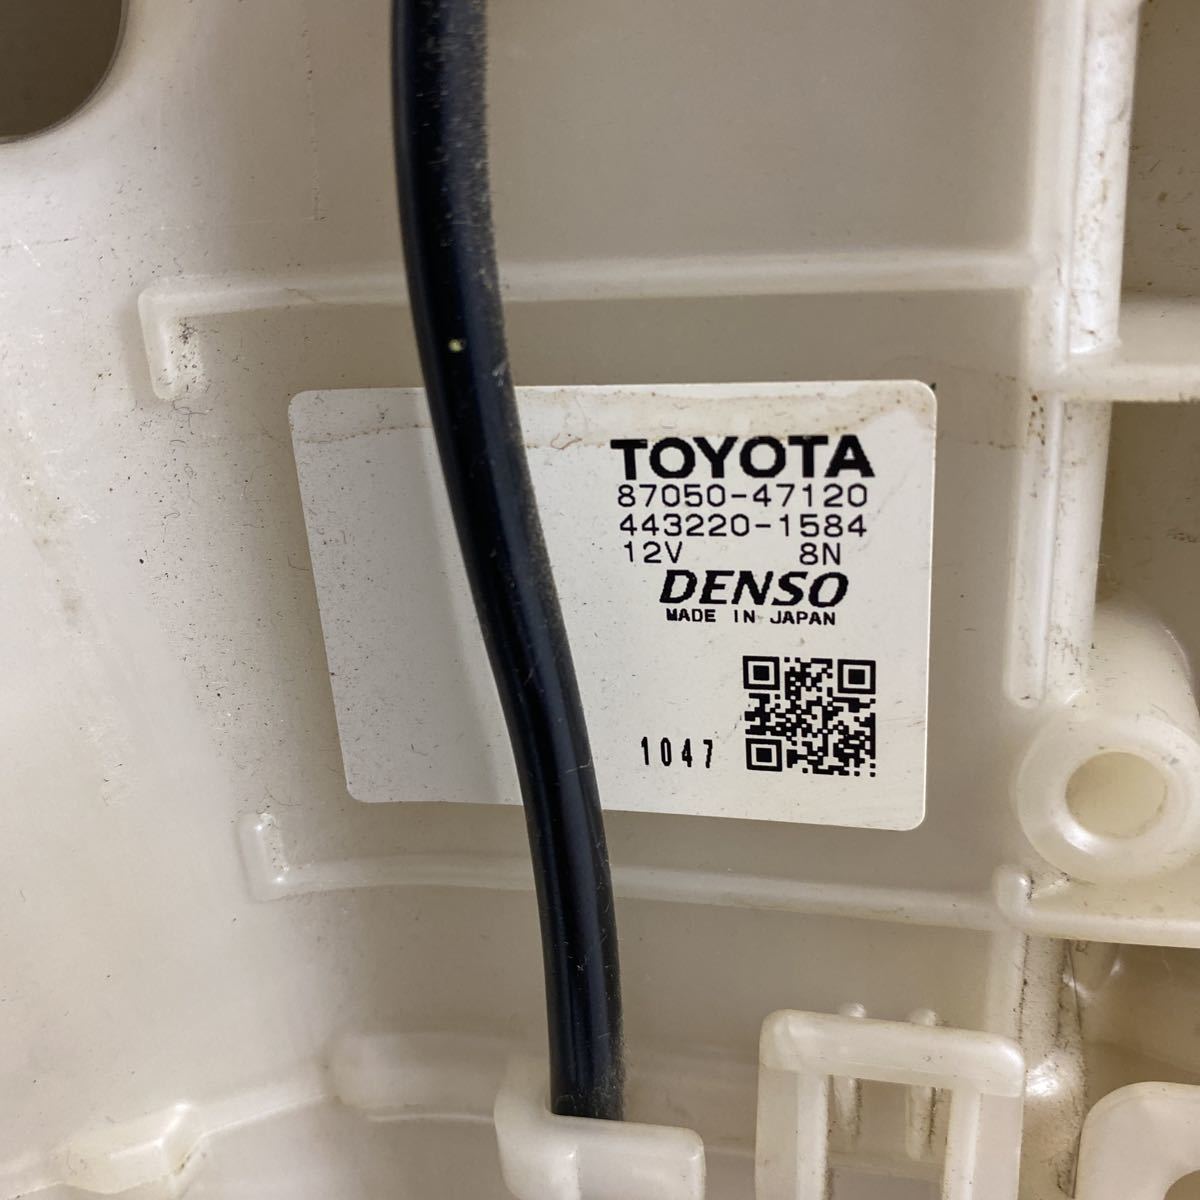 TOYOTA
87050-47120
443220-1584
12V 8N
DENSO
MADE IN JAPAN
1047